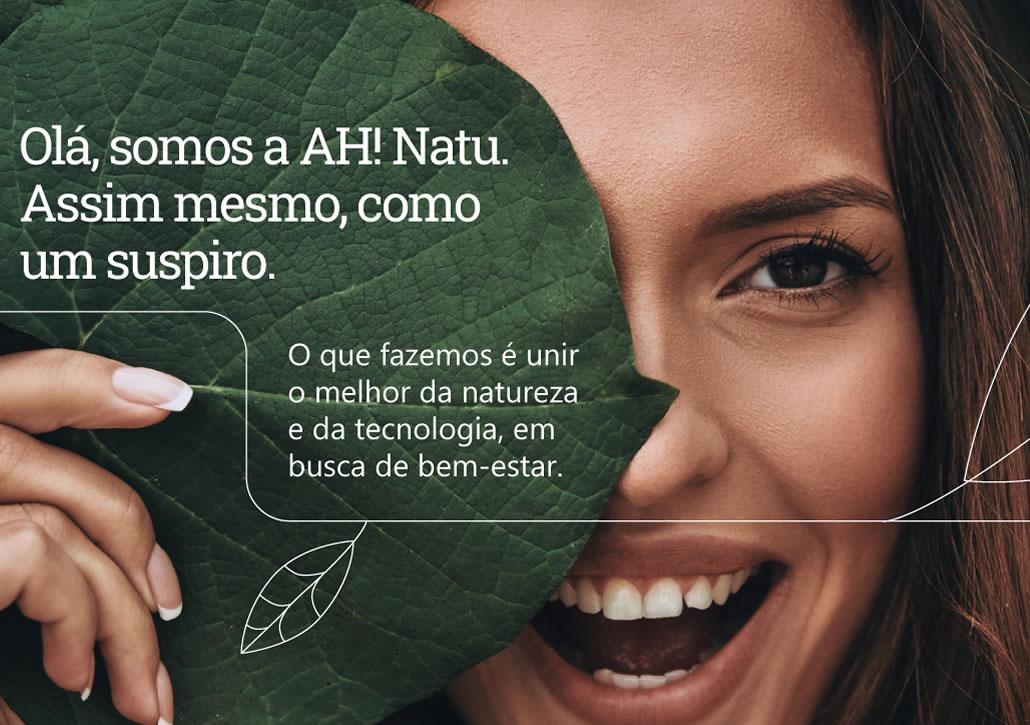 Olá, somos a AH! Natu.
Assim mesmo, como
um suspiro.
O que fazemos é unir
o melhor da natureza
e da tecnologia, em
busca de bem-estar.